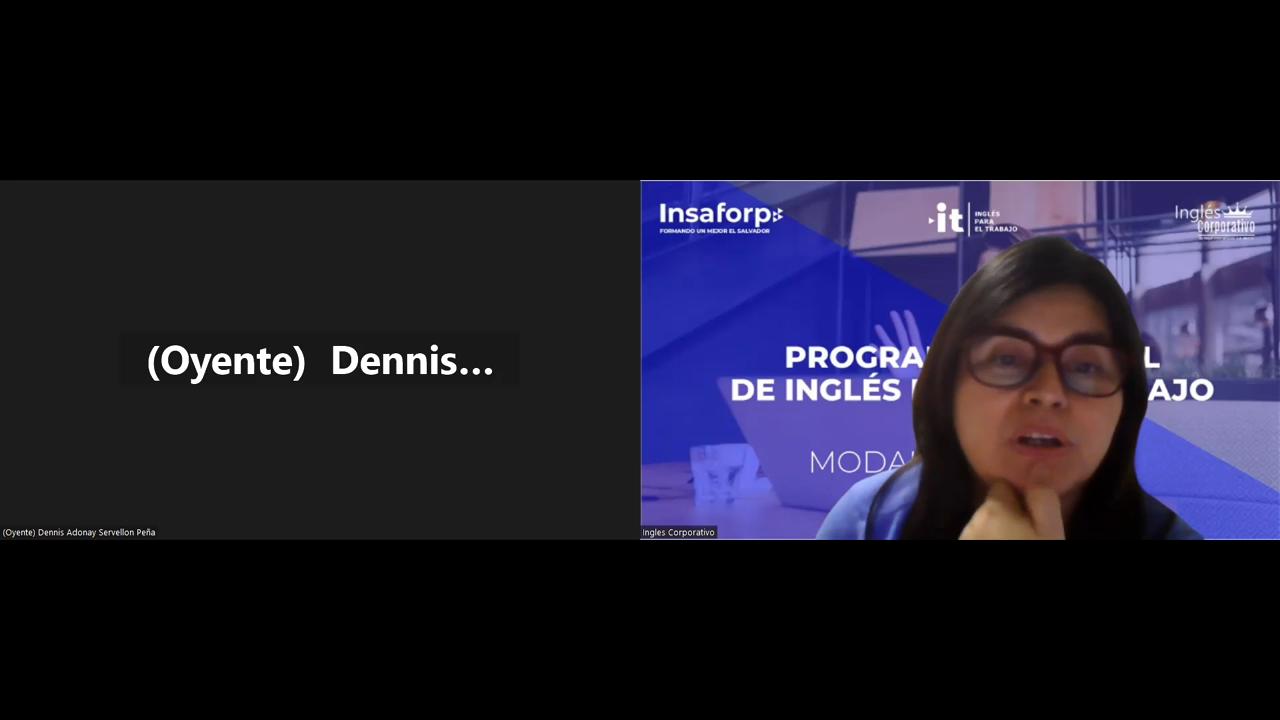 (Oyente) Dennis...
(Oyente) Dennis Adonay Servellon Peña
Insaforp
FORMANDO UN MEJOR EL SALVADOR
it
INGLÉS
PARA
EL TRABAJO
Inglés
Corporativo
PROGRA L
DE INGLÉS AJO
MODA
Ingles Corporativo